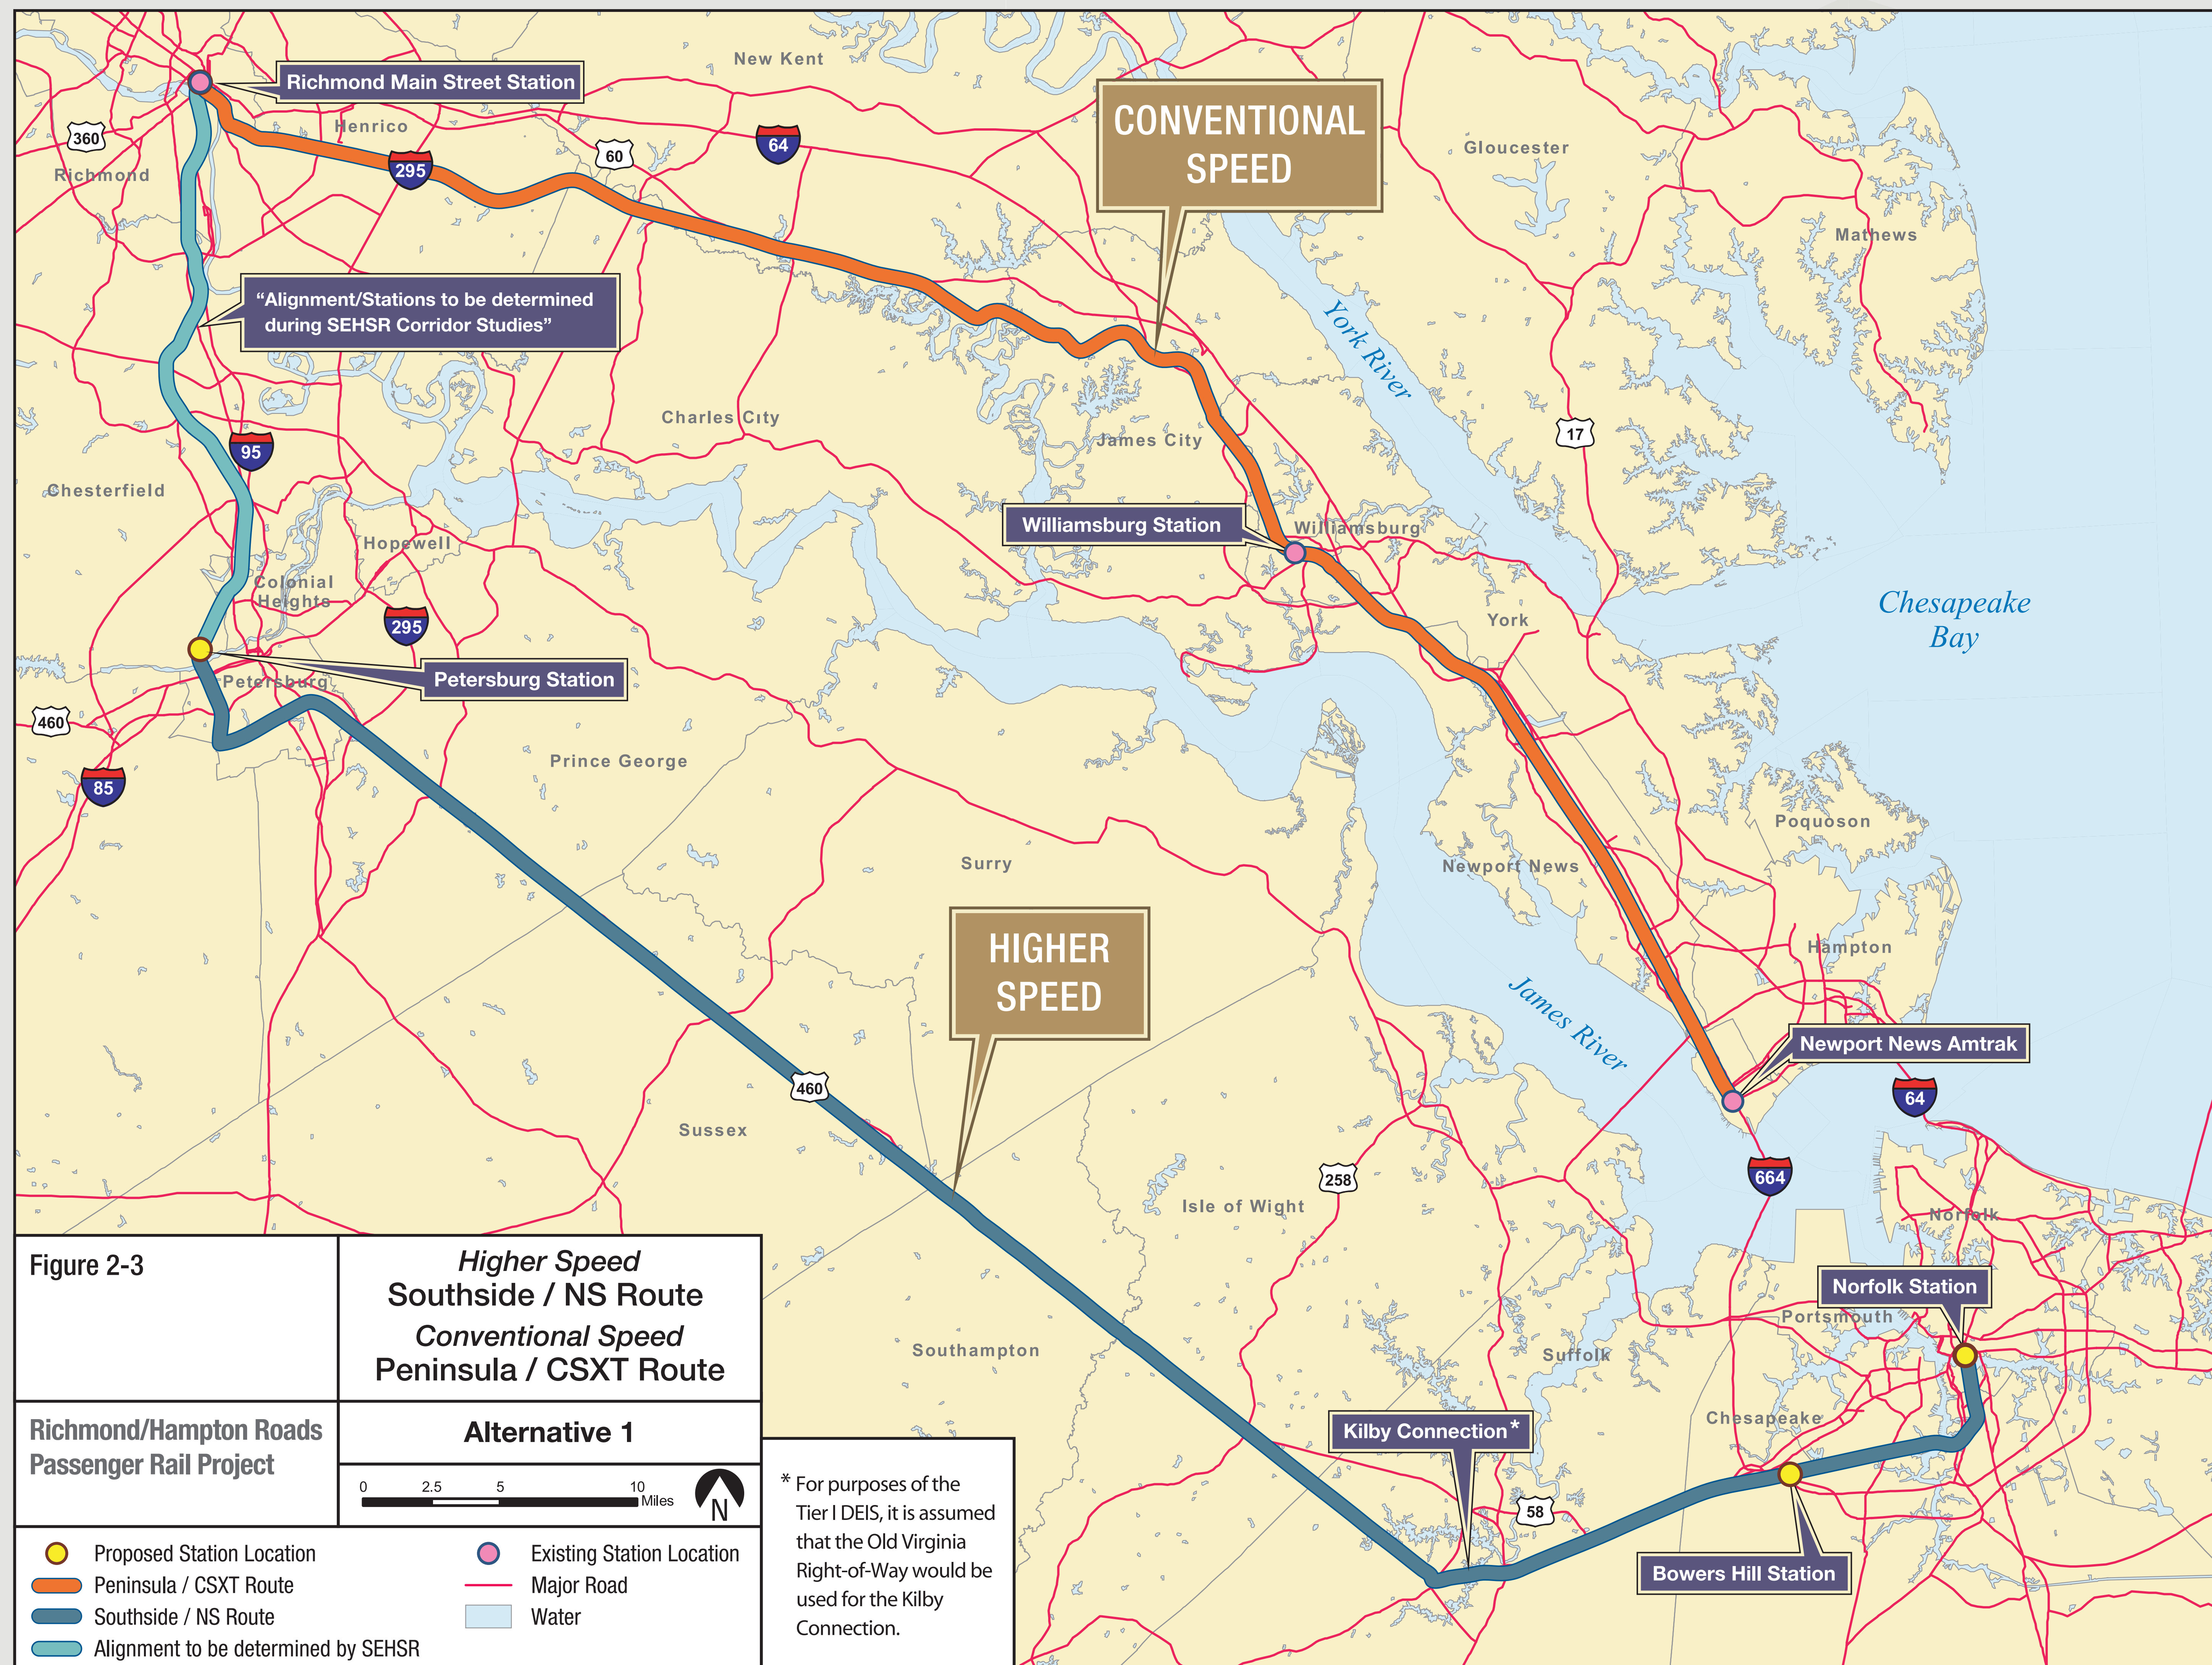 New Kent
Richmond Main Street Station
CONVENTIONAL
SPEED
360
Henrico
60
64
295
Gloucester
Richmond
Mathews
“Alignment/Stations to be determined
during SEHSR Corridor Studies”
York River
Charles City
James City
17
95
Chesterfield
Williamsburg Station
Williamsburg
Hopewell
Colonial
Heights
295
Chesapeake
Bay
York
Petersburg Station
Petersburg
460
85
Prince George
Poquoson
Surry
Newport News
HIGHER
SPEED
Hampton
James River
Newport News Amtrak
460
64
Sussex
664
258
Isle of Wight
Norfolk
Norfolk Station
Portsmouth
Southampton
Suffolk
Chesapeake
Kilby Connection*
58
Bowers Hill Station
Figure 2-3
Higher Speed
Southside / NS Route
Conventional Speed
Peninsula / CSXT Route
Richmond/Hampton Roads
Passenger Rail Project
Alternative 1
0 2.5 5 10
Miles
N
* For purposes of the
Tier I DEIS, it is assumed
that the Old Virginia
Right-of-Way would be
used for the Kilby
Connection.
Proposed Station Location
Peninsula / CSXT Route
Southside / NS Route
Alignment to be determined by SEHSR
Existing Station Location
Major Road
Water